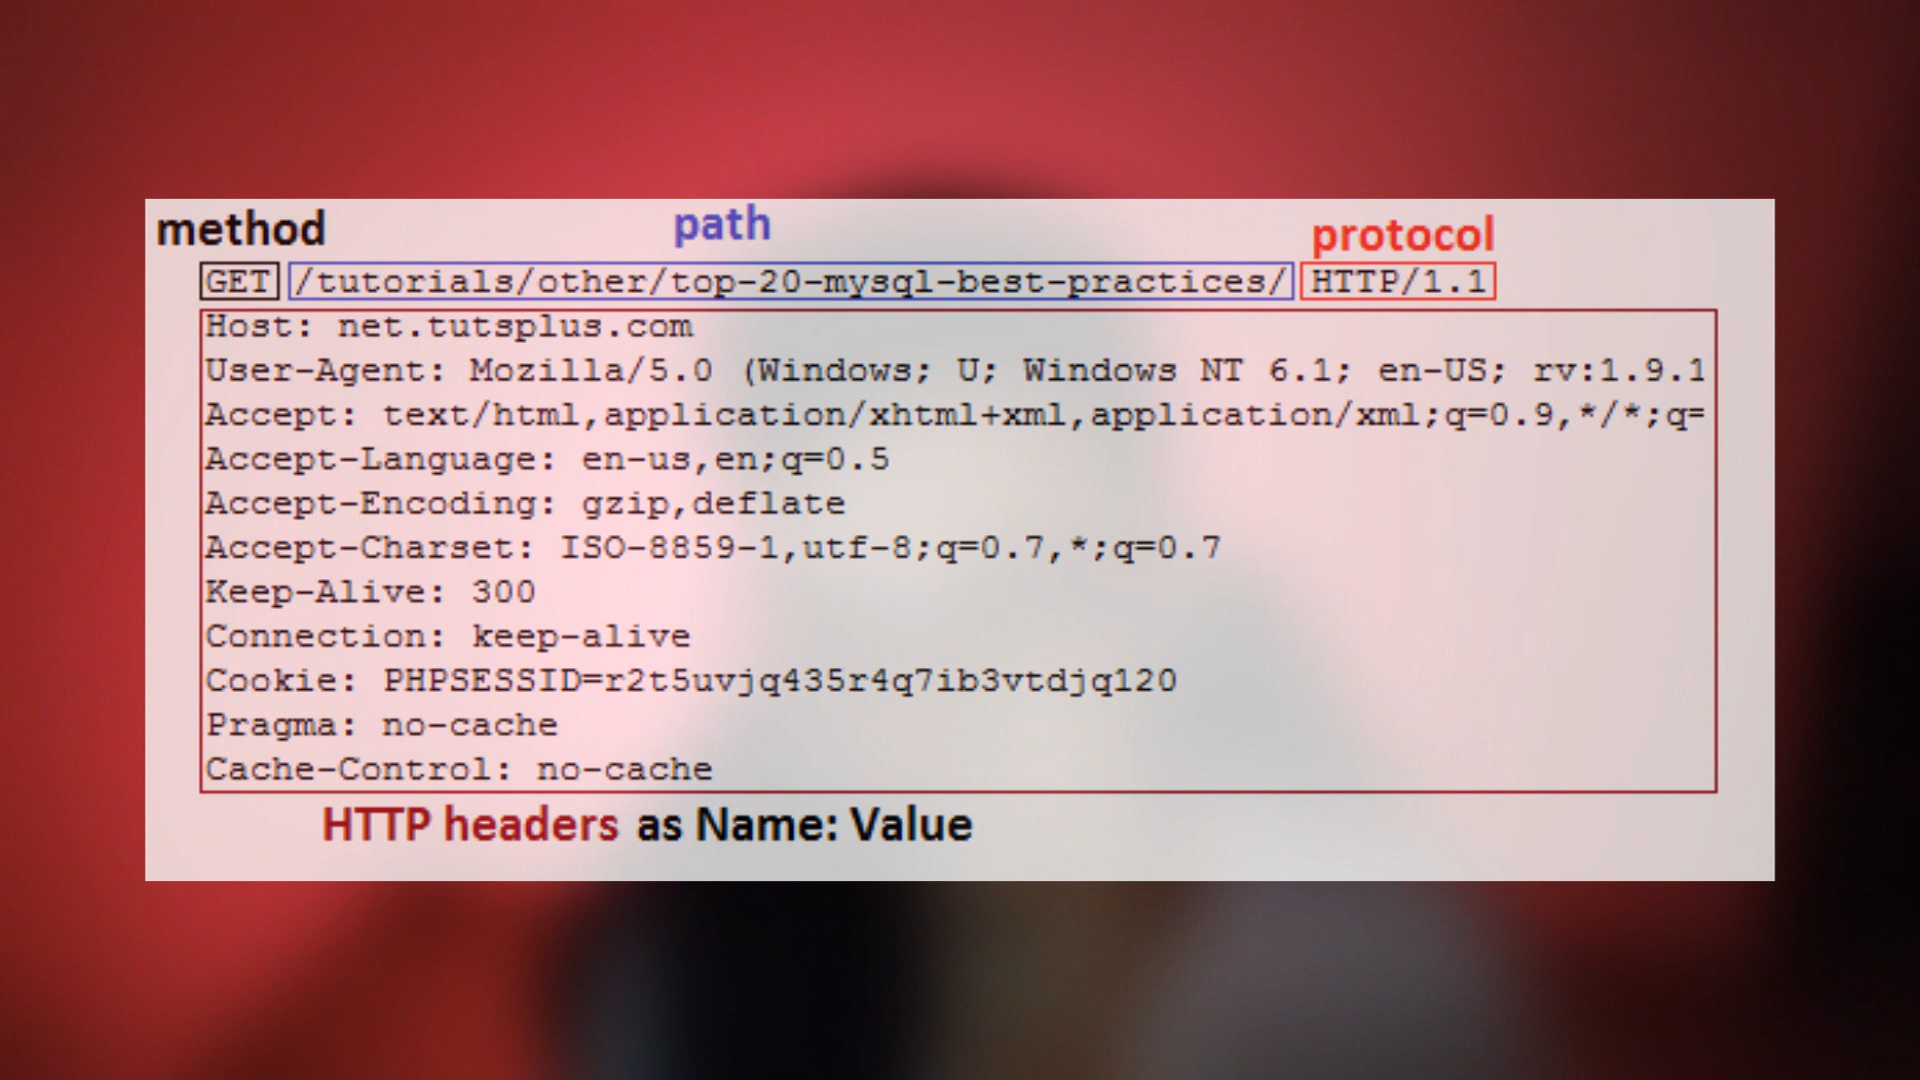 method path protocol
GET /tutorials/other/top-20-mysql-best-practices/ HTTP/1.1
Host: net.tutsplus.com
User-Agent: Mozilla/5.0 (Windows; U; Windows NT 6.1; en-US; rv:1.9.1
Accept: text/html,application/xhtml+xml,application/xml;q=0.9,*/*;q=
Accept-Language: en-us,en;q=0.5
Accept-Encoding: gzip,deflate
Accept-Charset: ISO-8859-1,utf-8;q=0.7,*;q=0.7
Keep-Alive: 300
Connection: keep-alive
Cookie: PHPSESSID=r2t5uvjq435r4q7ib3vtdjq120
Pragma: no-cache
Cache-Control: no-cache
HTTP headers as Name: Value